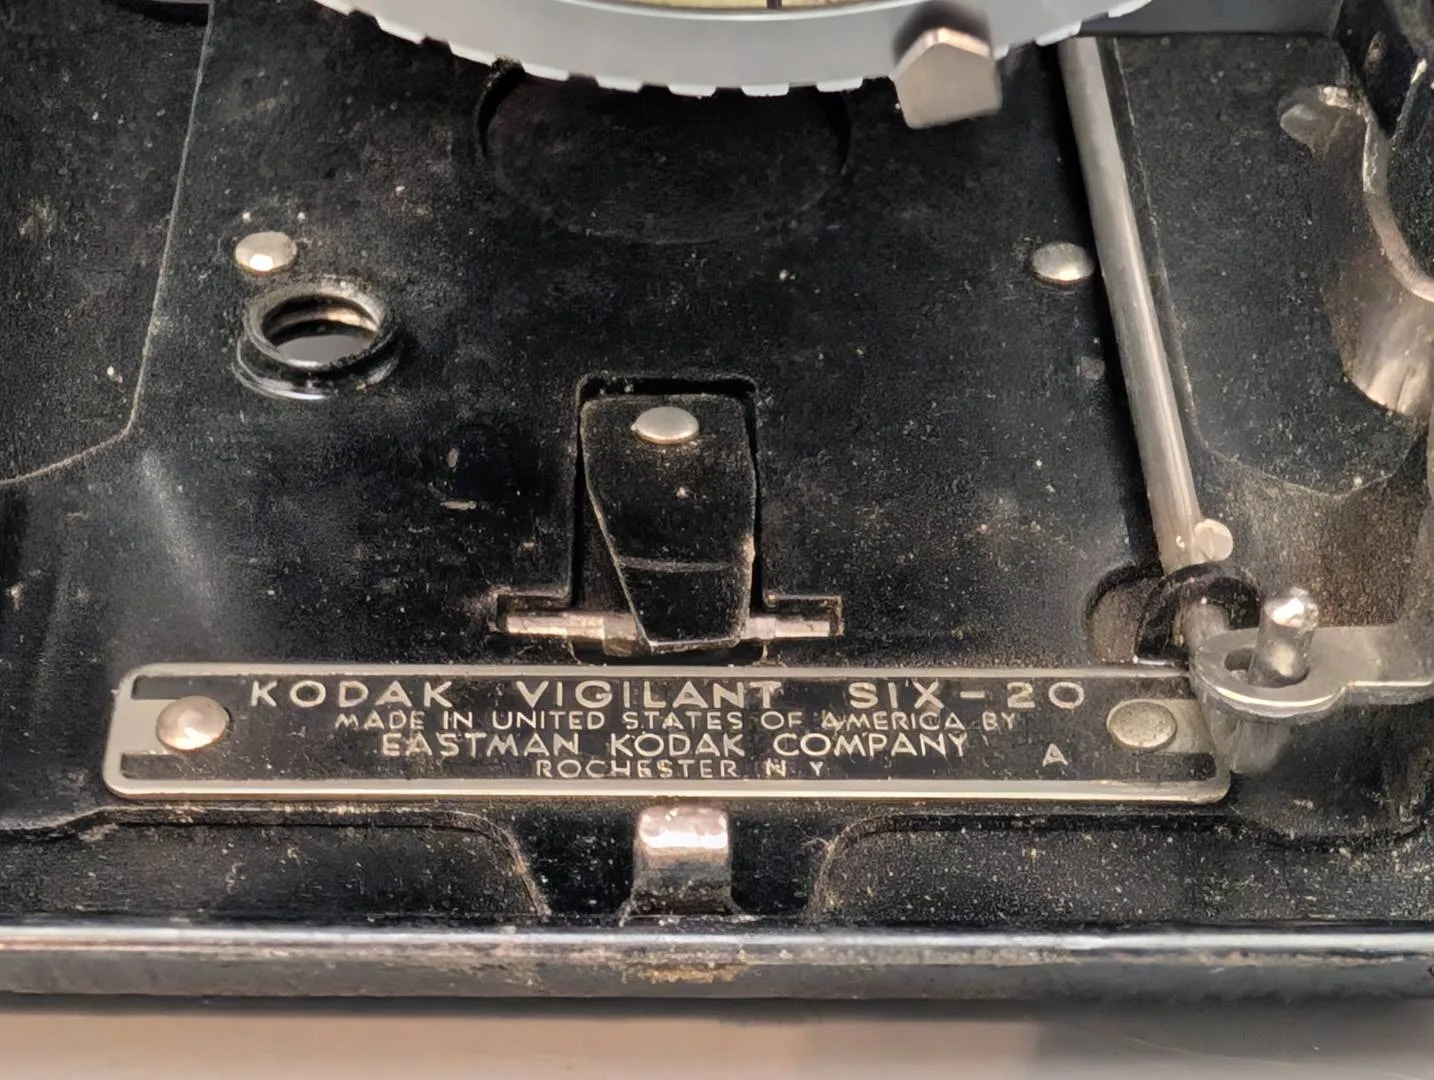 KODAK VIGILANT SIX-20
MADE IN UNITED STATES OF AMERICA BY
EASTMAN KODAK COMPANY A
ROCHESTER N Y